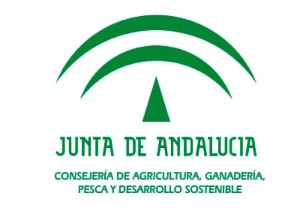 JUNTA DE ANDALUCIA
CONSEJERÍA DE AGRICULTURA, GANADERÍA,
PESCA Y DESARROLLO SOSTENIBLE